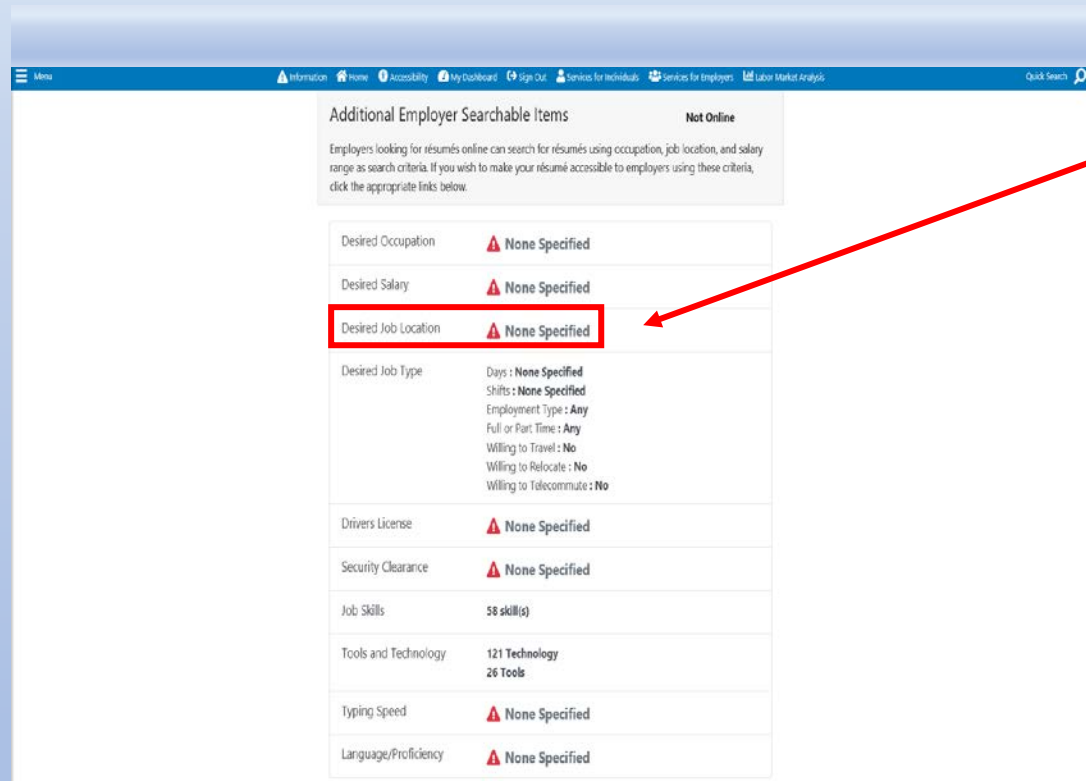 Menu Information Home Accessibility My Dashboard Sign Out Services for Individuals Services for Employers Labor Market Analysis Quick Search
Additional Employer Searchable Items Not Online
Employers looking for résumés online can search for résumés using occupation, job location, and salary
range as search criteria. If you wish to make your résumé accessible to employers using these criteria,
click the appropriate links below.
Desired Occupation None Specified
Desired Salary None Specified
Desired Job Location None Specified
Desired Job Type Days : None Specified
Shifts : None Specified
Employment Type : Any
Full or Part Time : Any
Willing to Travel : No
Willing to Relocate : No
Willing to Telecommute : No
Drivers License None Specified
Security Clearance None Specified
Job Skills 58 skill(s)
Tools and Technology 121 Technology
26 Tools
Typing Speed None Specified
Language/Proficiency None Specified